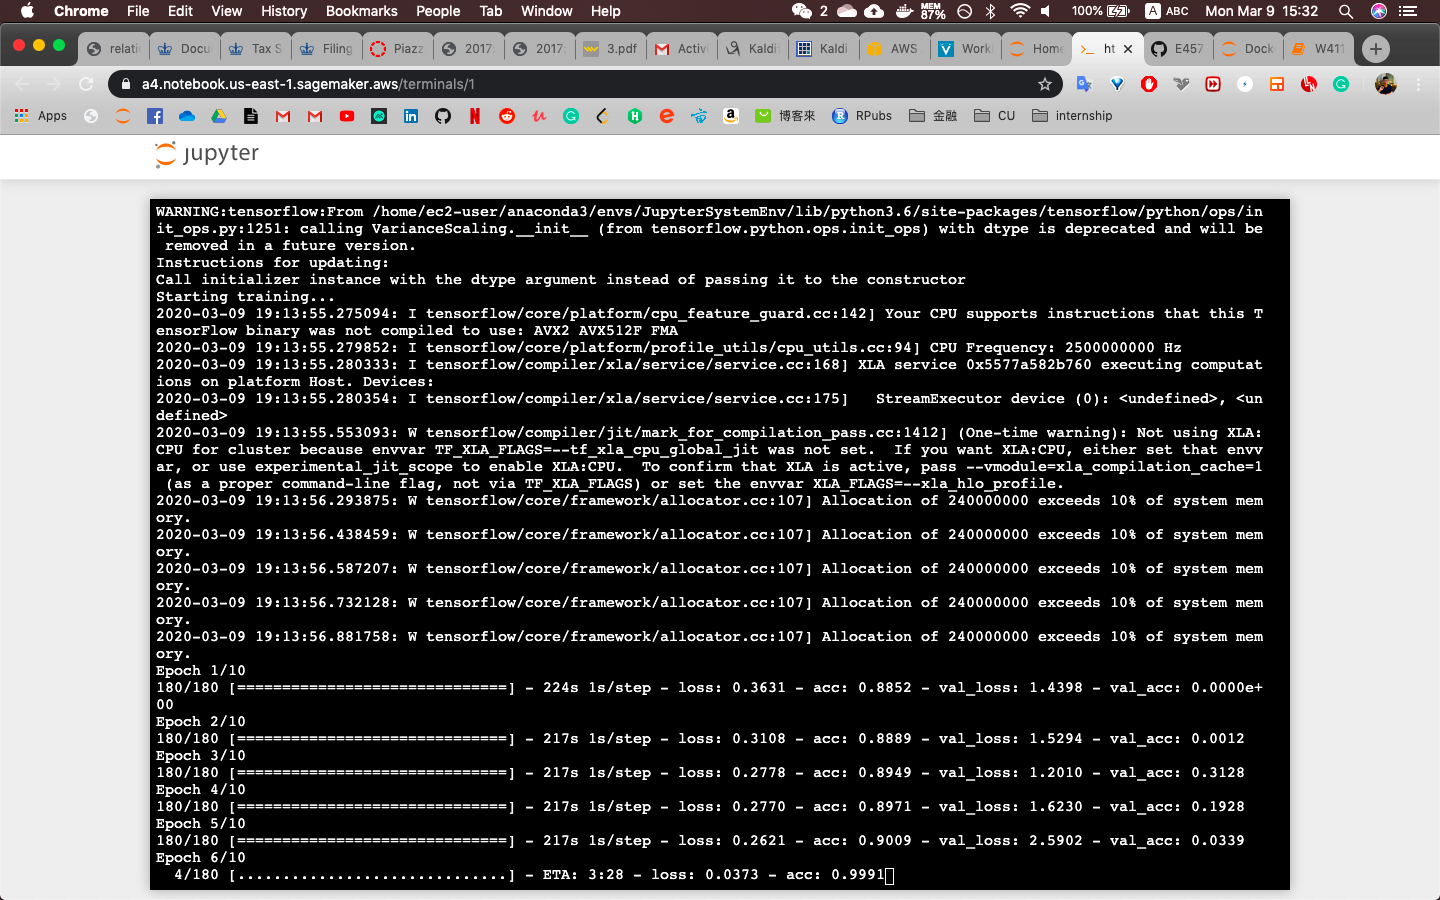 Chrome File Edit View History Bookmarks People Tab Window Help 2 MEM 87% 100% A ABC Mon Mar 9 15:32
relati Docu Tax S Filing Piazz 2017: 2017: 3.pdf Activi Kaldi Kaldi AWS Work Home ht E457 Dock W411
a4.notebook.us-east-1.sagemaker.aws/terminals/1
Apps 博客來 RPubs 金融 CU internship
jupyter
WARNING:tensorflow:From /home/ec2-user/anaconda3/envs/JupyterSystemEnv/lib/python3.6/site-packages/tensorflow/python/ops/in
it_ops.py:1251: calling VarianceScaling.__init__ (from tensorflow.python.ops.init_ops) with dtype is deprecated and will be
removed in a future version.
Instructions for updating:
Call initializer instance with the dtype argument instead of passing it to the constructor
Starting training...
2020-03-09 19:13:55.275094: I tensorflow/core/platform/cpu_feature_guard.cc:142] Your CPU supports instructions that this T
ensorFlow binary was not compiled to use: AVX2 AVX512F FMA
2020-03-09 19:13:55.279852: I tensorflow/core/platform/profile_utils/cpu_utils.cc:94] CPU Frequency: 2500000000 Hz
2020-03-09 19:13:55.280333: I tensorflow/compiler/xla/service/service.cc:168] XLA service 0x5577a582b760 executing computat
ions on platform Host. Devices:
2020-03-09 19:13:55.280354: I tensorflow/compiler/xla/service/service.cc:175]   StreamExecutor device (0): <undefined>, <un
defined>
2020-03-09 19:13:55.553093: W tensorflow/compiler/jit/mark_for_compilation_pass.cc:1412] (One-time warning): Not using XLA:
CPU for cluster because envvar TF_XLA_FLAGS=--tf_xla_cpu_global_jit was not set.  If you want XLA:CPU, either set that envv
ar, or use experimental_jit_scope to enable XLA:CPU.  To confirm that XLA is active, pass --vmodule=xla_compilation_cache=1
(as a proper command-line flag, not via TF_XLA_FLAGS) or set the envvar XLA_FLAGS=--xla_hlo_profile.
2020-03-09 19:13:56.293875: W tensorflow/core/framework/allocator.cc:107] Allocation of 240000000 exceeds 10% of system mem
ory.
2020-03-09 19:13:56.438459: W tensorflow/core/framework/allocator.cc:107] Allocation of 240000000 exceeds 10% of system mem
ory.
2020-03-09 19:13:56.587207: W tensorflow/core/framework/allocator.cc:107] Allocation of 240000000 exceeds 10% of system mem
ory.
2020-03-09 19:13:56.732128: W tensorflow/core/framework/allocator.cc:107] Allocation of 240000000 exceeds 10% of system mem
ory.
2020-03-09 19:13:56.881758: W tensorflow/core/framework/allocator.cc:107] Allocation of 240000000 exceeds 10% of system mem
ory.
Epoch 1/10
180/180 [==============================] - 224s 1s/step - loss: 0.3631 - acc: 0.8852 - val_loss: 1.4398 - val_acc: 0.0000e+
00
Epoch 2/10
180/180 [==============================] - 217s 1s/step - loss: 0.3108 - acc: 0.8889 - val_loss: 1.5294 - val_acc: 0.0012
Epoch 3/10
180/180 [==============================] - 217s 1s/step - loss: 0.2778 - acc: 0.8949 - val_loss: 1.2010 - val_acc: 0.3128
Epoch 4/10
180/180 [==============================] - 217s 1s/step - loss: 0.2770 - acc: 0.8971 - val_loss: 1.6230 - val_acc: 0.1928
Epoch 5/10
180/180 [==============================] - 217s 1s/step - loss: 0.2621 - acc: 0.9009 - val_loss: 2.5902 - val_acc: 0.0339
Epoch 6/10
4/180 [..............................] - ETA: 3:28 - loss: 0.0373 - acc: 0.9991